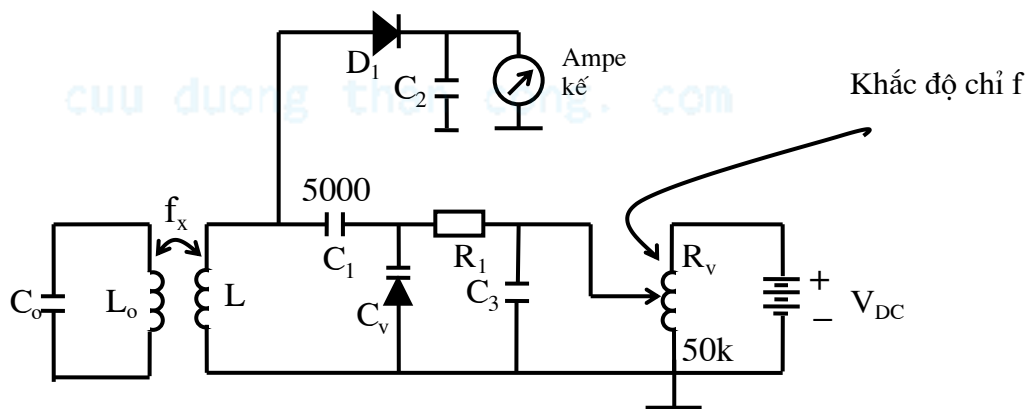 D1
C2
Ampe
kế
cuu duong than cong. com
Khắc độ chỉ f
5000
fx
C1
R1
Rv
Co
Lo
L
Cv
C3
+
−
VDC
50k